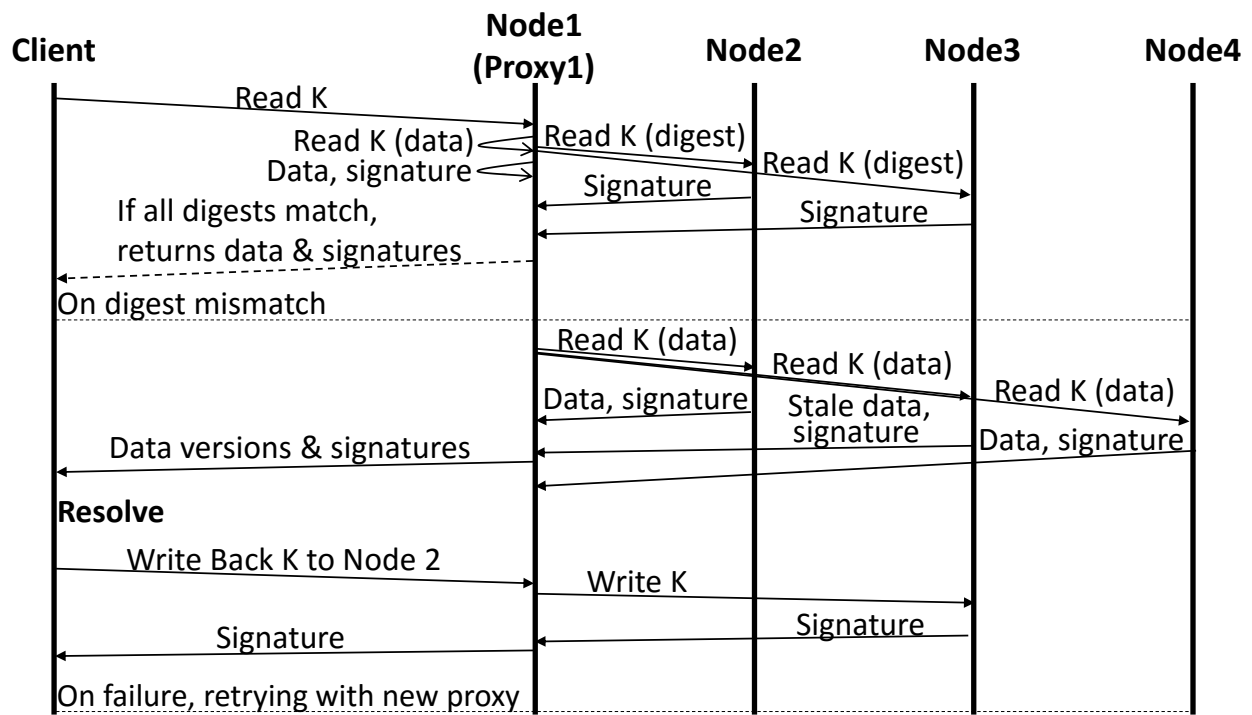 Client
Node1
(Proxy1)
Node2
Node3
Node4
Read K
Read K (data)
Read K (digest)
Read K (digest)
Data, signature
Signature
Signature
If all digests match,
returns data & signatures
On digest mismatch
Read K (data)
Read K (data)
Read K (data)
Data, signature
Stale data,
signature
Data, signature
Data versions & signatures
Resolve
Write Back K to Node 2
Write K
Signature
Signature
On failure, retrying with new proxy